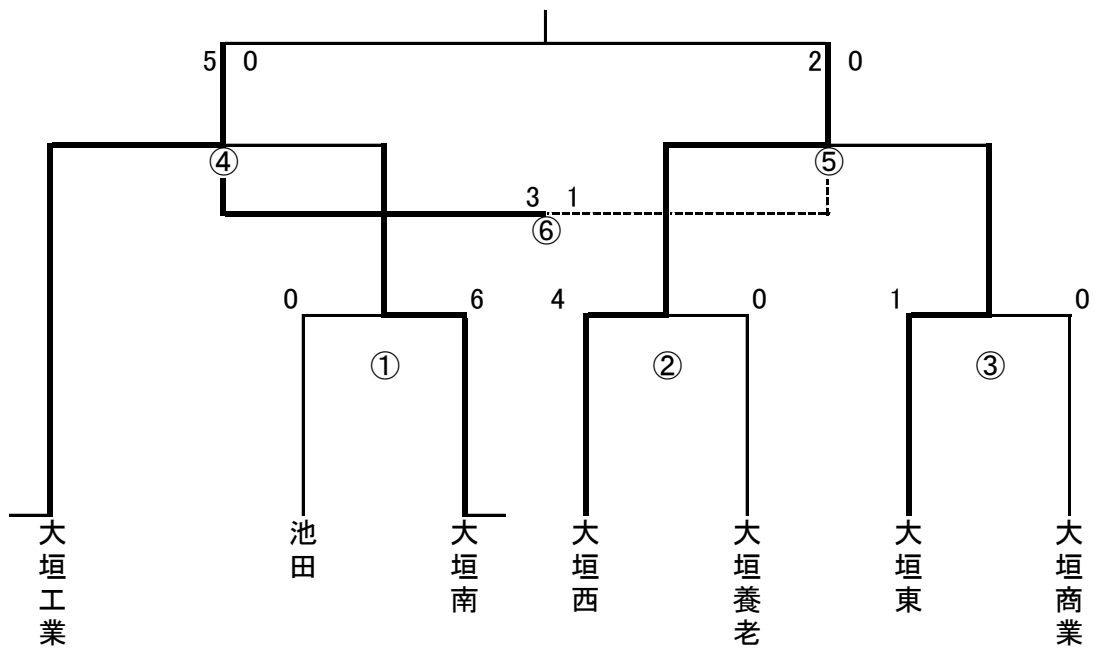 5 0 2 0
④ ⑤
3 1
⑥
0 6 4 0 1 0
① ② ③
大垣工業
池田
大垣南
大垣西
大垣養老
大垣東
大垣商業